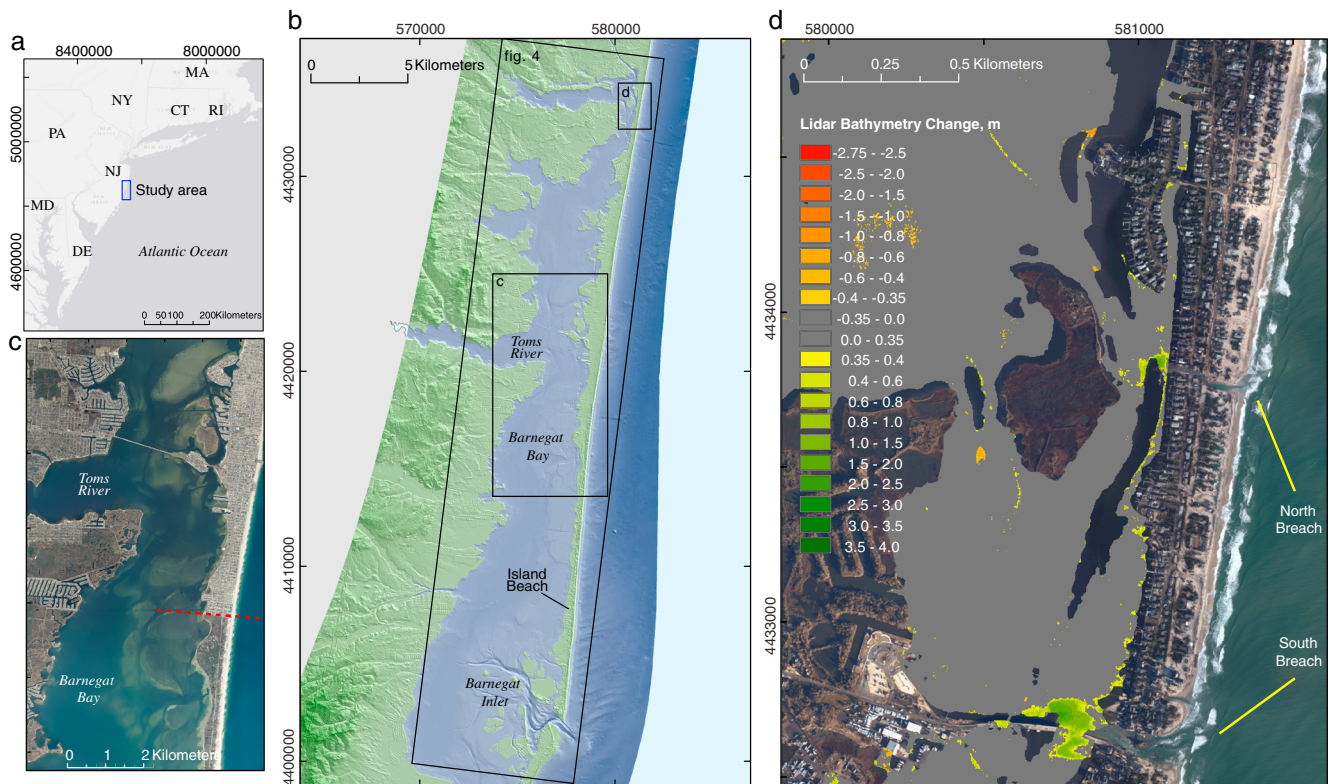 a
8400000 8000000
MA
NY
CT RI
PA
NJ
Study area
MD
DE
Atlantic Ocean
0 50 100 200 Kilometers
5000000
4600000
b
570000 580000
fig. 4
0 5 Kilometers
d
c
Toms
River
Barnegat
Bay
Island
Beach
Barnegat
Inlet
4430000
4420000
4410000
4400000
c
Toms
River
Barnegat
Bay
0 1 2 Kilometers
d
580000 581000
0 0.25 0.5 Kilometers
Lidar Bathymetry Change, m
-2.75 - -2.5
-2.5 - -2.0
-2.0 - -1.5
-1.5 - -1.0
-1.0 - -0.8
-0.8 - -0.6
-0.6 - -0.4
-0.4 - -0.35
-0.35 - 0.0
0.0 - 0.35
0.35 - 0.4
0.4 - 0.6
0.6 - 0.8
0.8 - 1.0
1.0 - 1.5
1.5 - 2.0
2.0 - 2.5
2.5 - 3.0
3.0 - 3.5
3.5 - 4.0
4434000
4433000
North
Breach
South
Breach